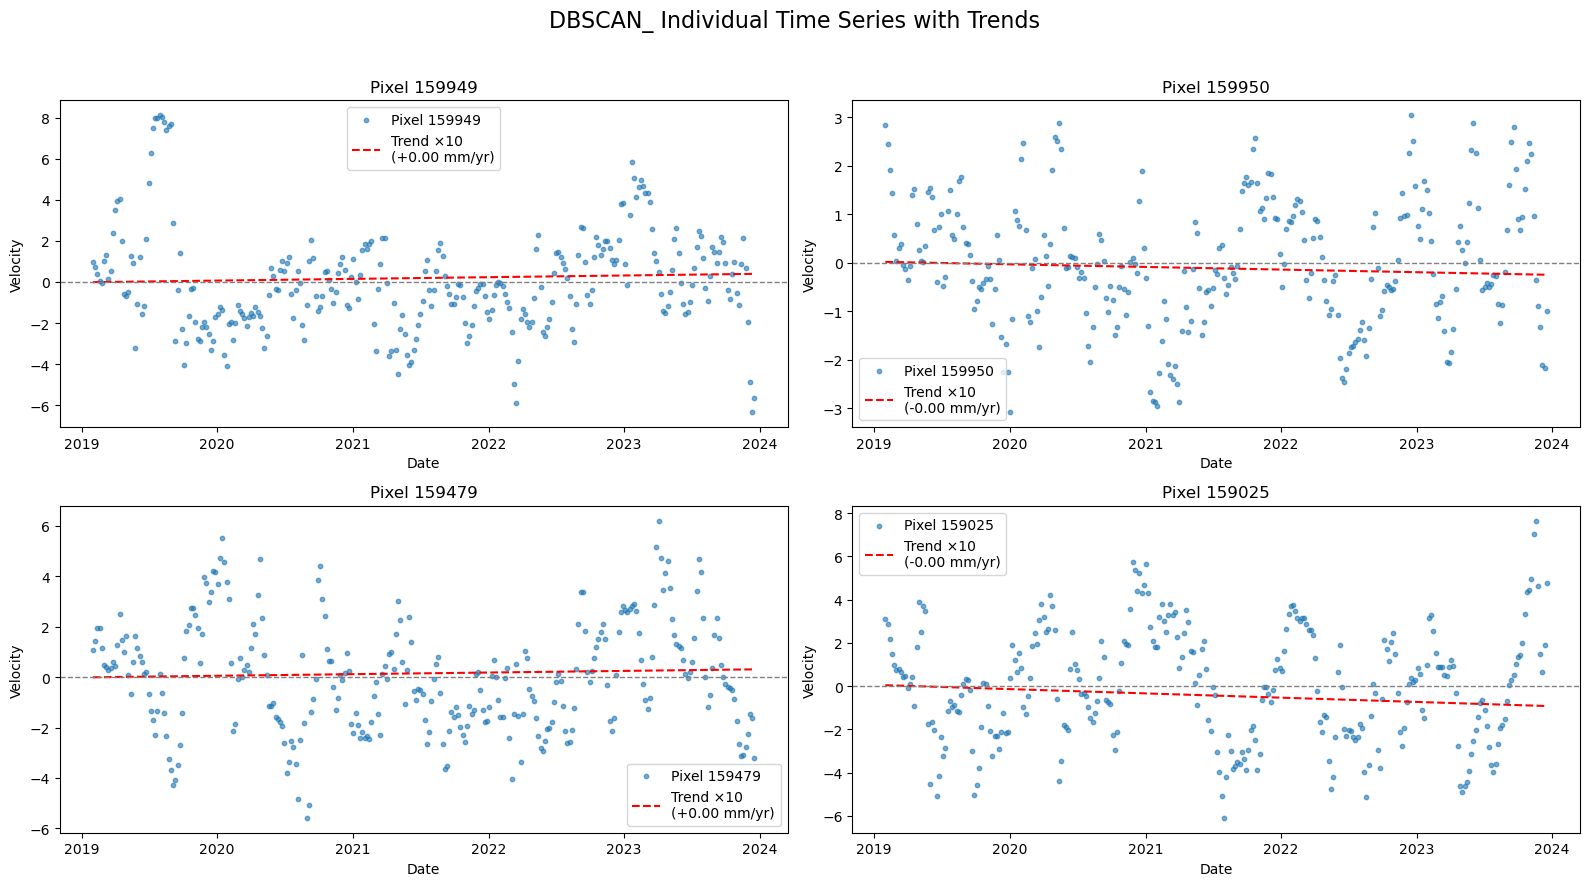 DBSCAN_ Individual Time Series with Trends
Pixel 159949
Velocity
8
6
4
2
0
−2
−4
−6
Pixel 159949
Trend ×10
(+0.00 mm/yr)
2019 2020 2021 2022 2023 2024
Date
Pixel 159950
Velocity
3
2
1
0
−1
−2
−3
Pixel 159950
Trend ×10
(-0.00 mm/yr)
2019 2020 2021 2022 2023 2024
Date
Pixel 159479
Velocity
6
4
2
0
−2
−4
−6
Pixel 159479
Trend ×10
(+0.00 mm/yr)
2019 2020 2021 2022 2023 2024
Date
Pixel 159025
Velocity
8
6
4
2
0
−2
−4
−6
Pixel 159025
Trend ×10
(-0.00 mm/yr)
2019 2020 2021 2022 2023 2024
Date